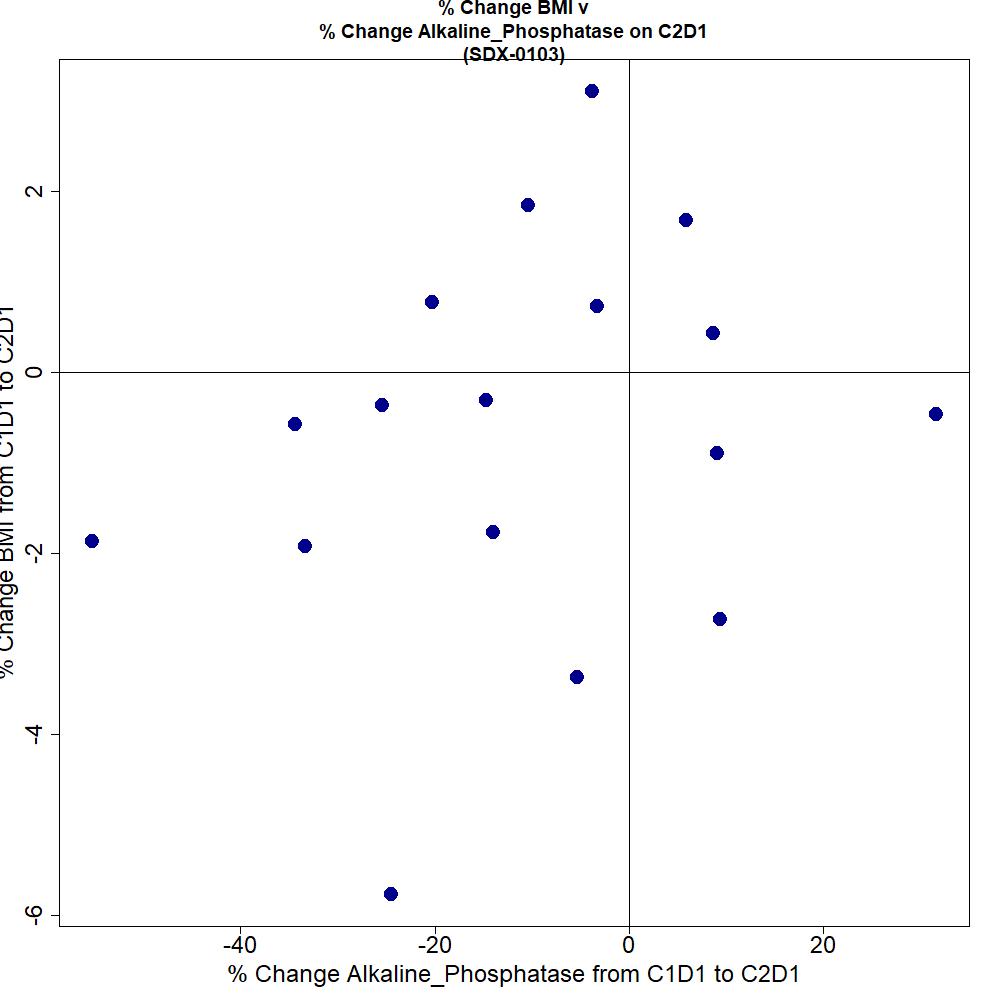 % Change BMI v
% Change Alkaline_Phosphatase on C2D1
(SDX-0103)
% Change BMI from C1D1 to C2D1
2
0
-2
-4
-6
-40
-20
0
20
% Change Alkaline_Phosphatase from C1D1 to C2D1